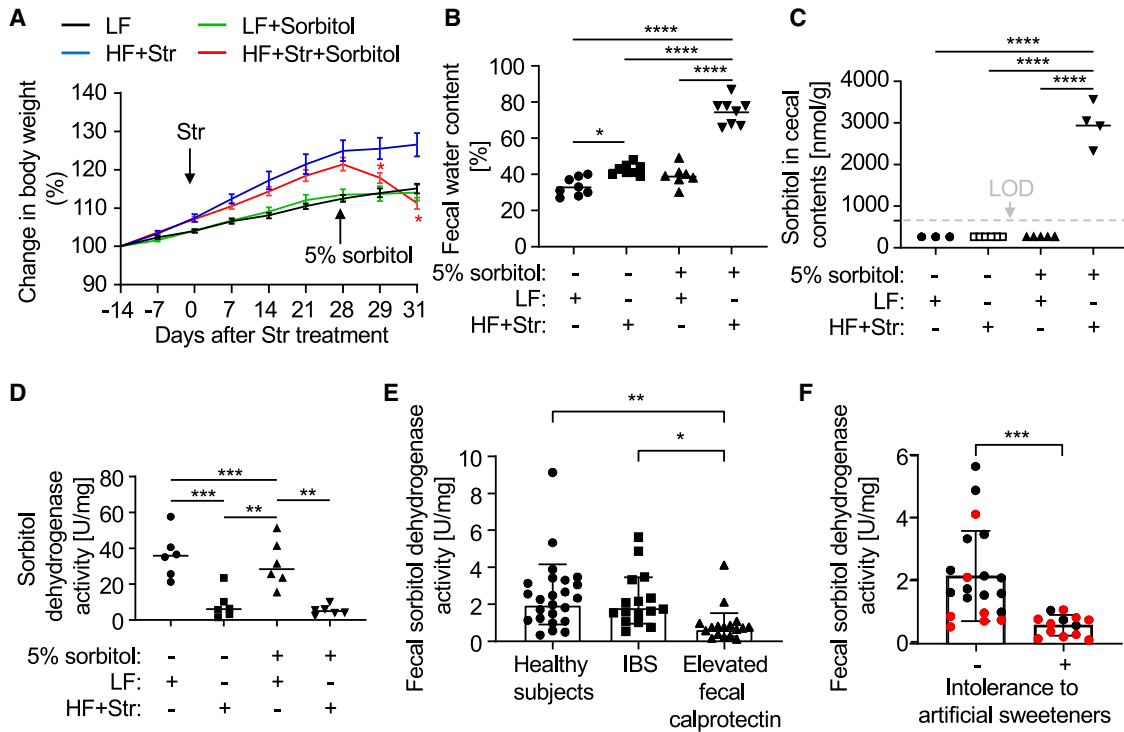 A
LF
LF+Sorbitol
HF+Str
HF+Str+Sorbitol
Change in body weight
(%)
130
120
110
100
90
Str
*
*
5% sorbitol
-14
-7
0
7
14
21
28
29
31
Days after Str treatment
B
****
****
****
*
Fecal water content
[%]
100
80
60
40
20
0
5% sorbitol: - - + +
LF: + - + -
HF+Str: - + - +
C
****
****
****
Sorbitol in cecal
contents [nmol/g]
4000
3000
2000
1000
500
0
LOD
5% sorbitol: - - + +
LF: + - + -
HF+Str: - + - +
D
***
***
**
**
Sorbitol
dehydrogenase
activity [U/mg]
80
60
40
20
0
5% sorbitol: - - + +
LF: + - + -
HF+Str: - + - +
E
**
*
Fecal sorbitol dehydrogenase
activity [U/mg]
10
8
6
4
2
0
Healthy
subjects
IBS
Elevated
fecal
calprotectin
F
***
Fecal sorbitol dehydrogenase
activity [U/mg]
6
4
2
0
- +
Intolerance to
artificial sweeteners